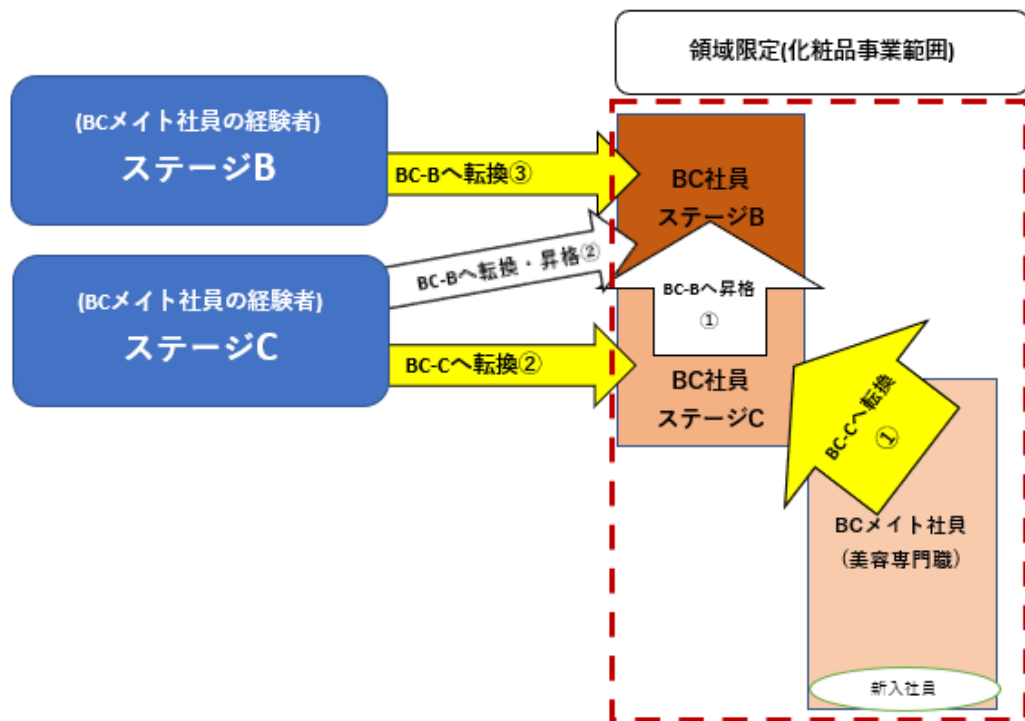 領域限定(化粧品事業範囲)
(BCメイト社員の経験者)
ステージB
BC-Bへ転換③
BC社員
ステージB
BC-Bへ転換・昇格②
(BCメイト社員の経験者)
ステージC
BC-Bへ昇格
①
BC-Cへ転換②
BC社員
ステージC
BC-Cへ転換
①
BCメイト社員
(美容専門職)
新入社員